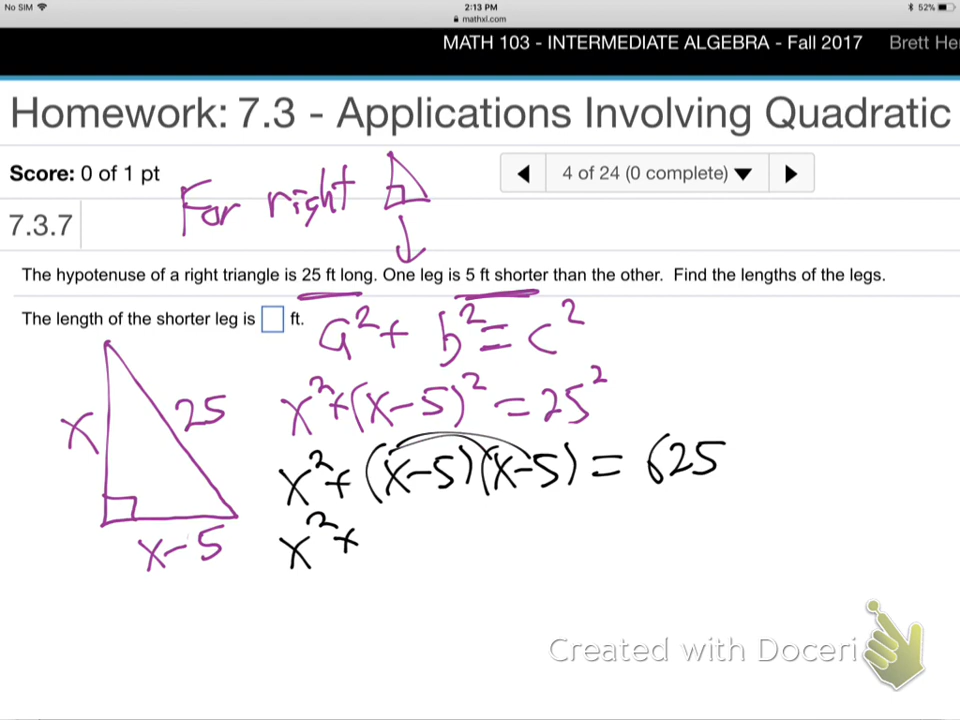 No SIM 2:13 PM 52%
mathxl.com
MATH 103 - INTERMEDIATE ALGEBRA - Fall 2017 Brett He
Homework: 7.3 - Applications Involving Quadratic
Score: 0 of 1 pt
4 of 24 (0 complete)
For right
7.3.7
The hypotenuse of a right triangle is 25 ft long. One leg is 5 ft shorter than the other. Find the lengths of the legs.
The length of the shorter leg is ft.
a² + b² = c²
x
25
x² + (x-5)² = 25²
x² + (x-5)(x-5) = 625
x-5
x² +
Created with Doceri